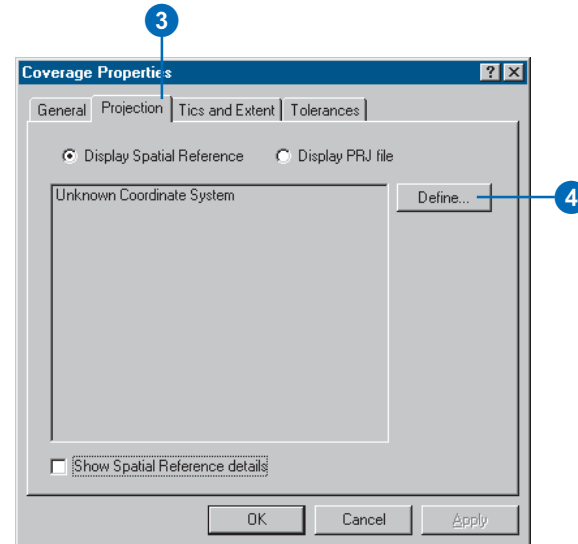 3
Coverage Properties
General Projection Tics and Extent Tolerances
Display Spatial Reference Display PRJ file
Unknown Coordinate System
Define...
4
Show Spatial Reference details
OK Cancel Apply